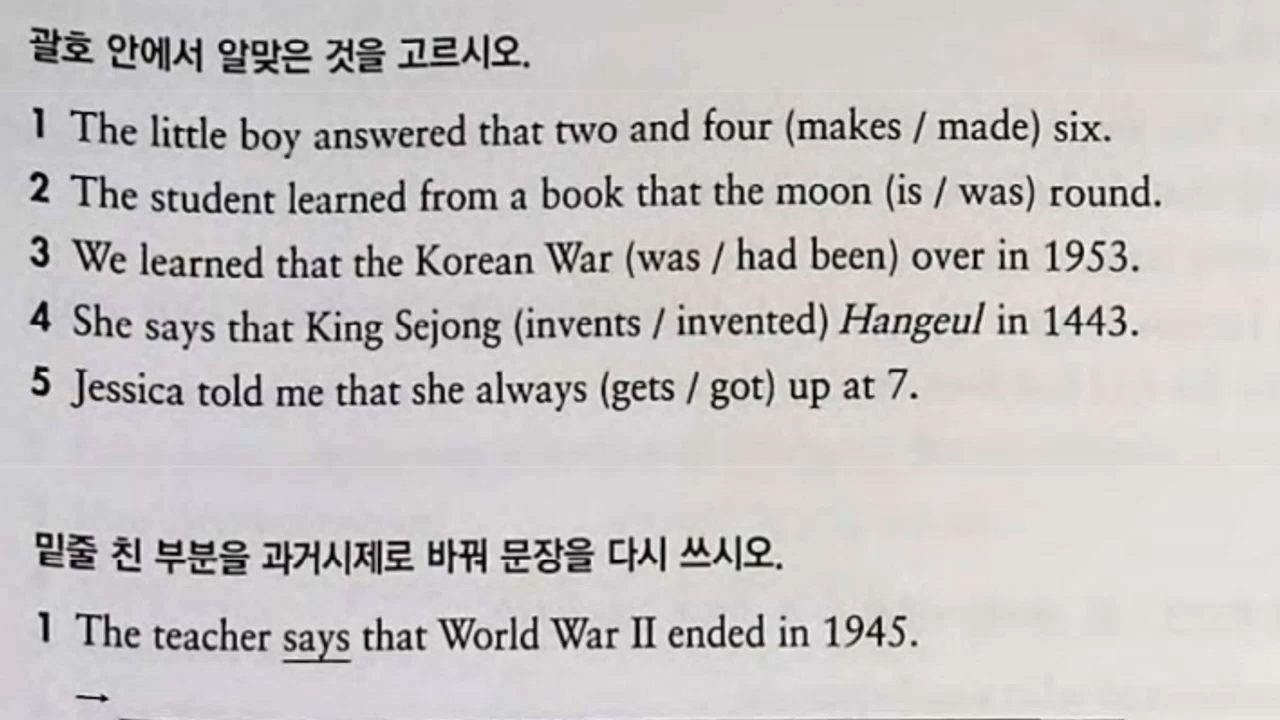 괄호 안에서 알맞은 것을 고르시오.
1 The little boy answered that two and four (makes / made) six.
2 The student learned from a book that the moon (is / was) round.
3 We learned that the Korean War (was / had been) over in 1953.
4 She says that King Sejong (invents / invented) Hangeul in 1443.
5 Jessica told me that she always (gets / got) up at 7.
밑줄 친 부분을 과거시제로 바꿔 문장을 다시 쓰시오.
1 The teacher says that World War II ended in 1945.
→